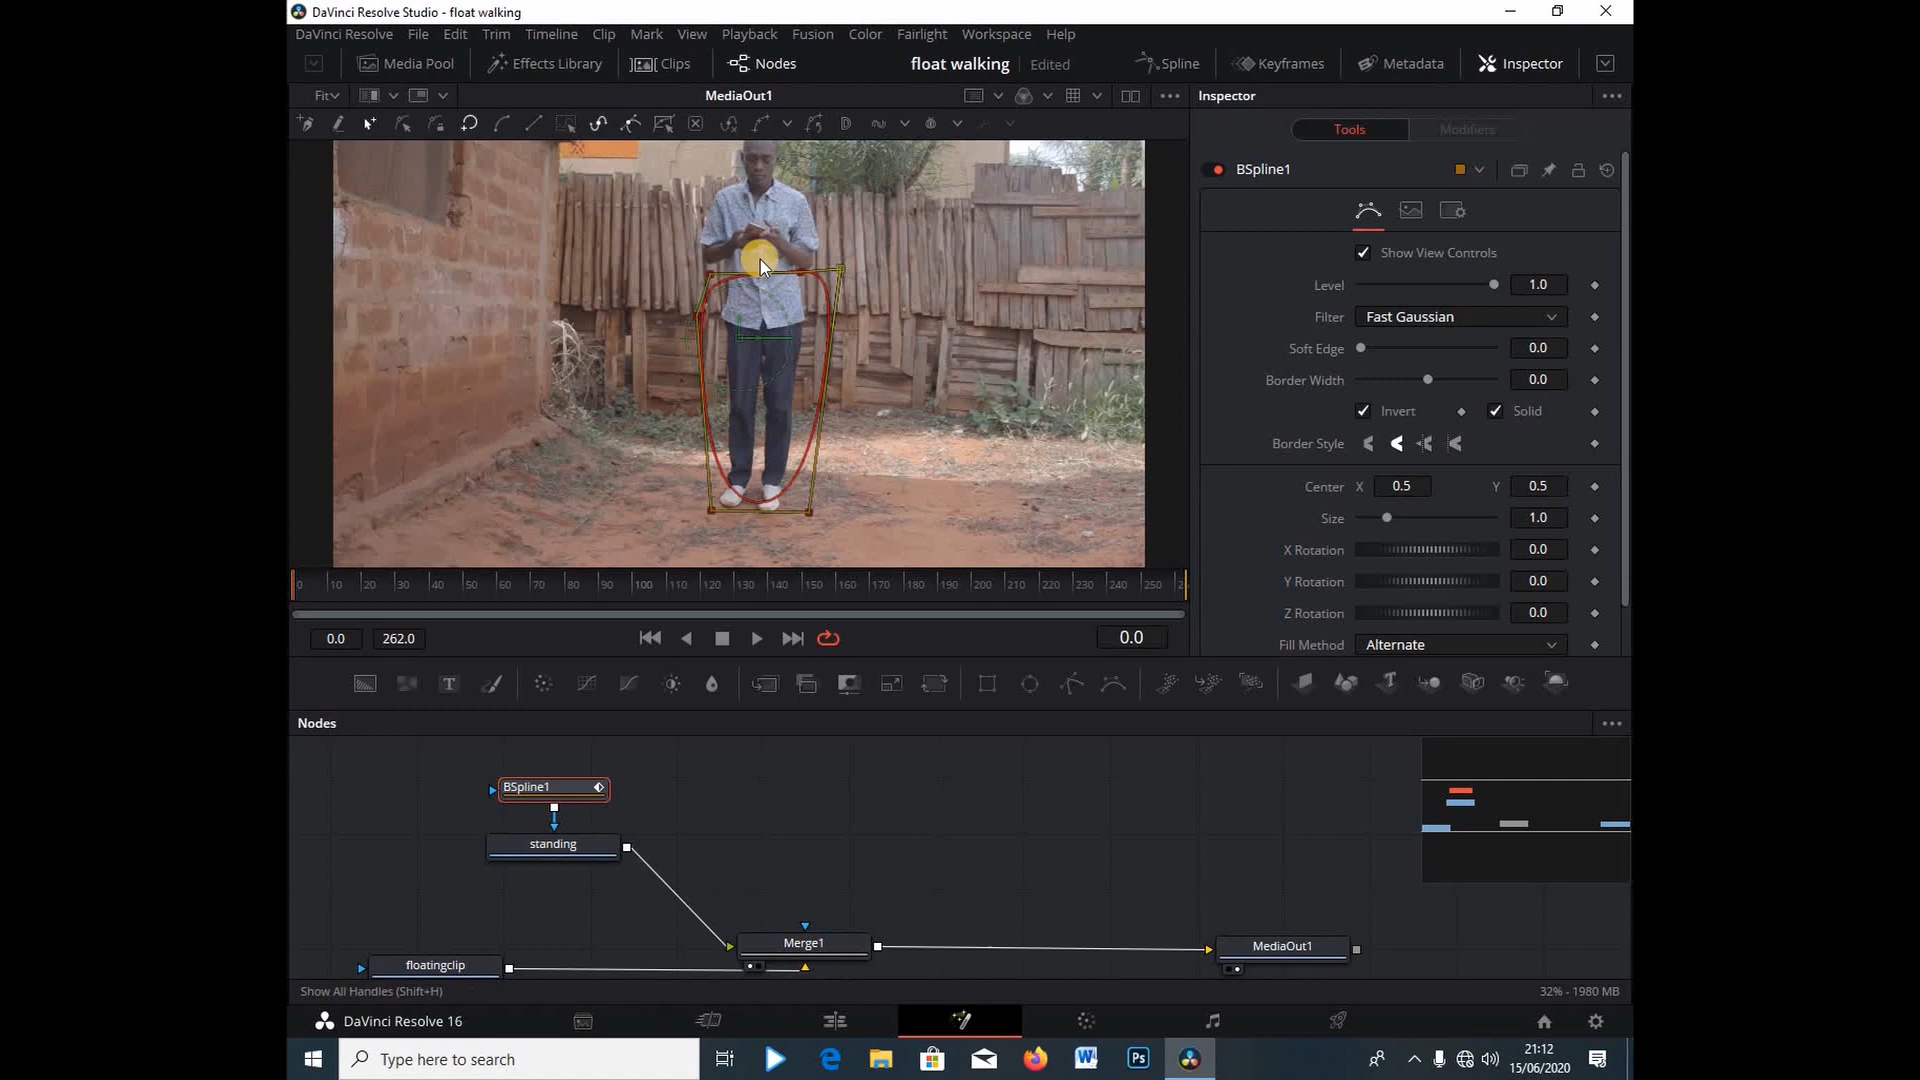 DaVinci Resolve Studio - float walking
DaVinci Resolve File Edit Trim Timeline Clip Mark View Playback Fusion Color Fairlight Workspace Help
Media Pool Effects Library Clips Nodes float walking Edited Spline Keyframes Metadata Inspector
Fit MediaOut1 Inspector
Tools Modifiers
BSpline1
Show View Controls
Level 1.0
Filter Fast Gaussian
Soft Edge 0.0
Border Width 0.0
Invert Solid
Border Style
Center X 0.5 Y 0.5
Size 1.0
X Rotation 0.0
Y Rotation 0.0
Z Rotation 0.0
Fill Method Alternate
0 10 20 30 40 50 60 70 80 90 100 110 120 130 140 150 160 170 180 190 200 210 220 230 240 250
0.0 262.0 0.0
T T
Nodes
BSpline1
standing
Merge1
MediaOut1
floatingclip
Show All Handles (Shift+H) 32% - 1980 MB
DaVinci Resolve 16
Type here to search
W Ps
21:12
15/06/2020